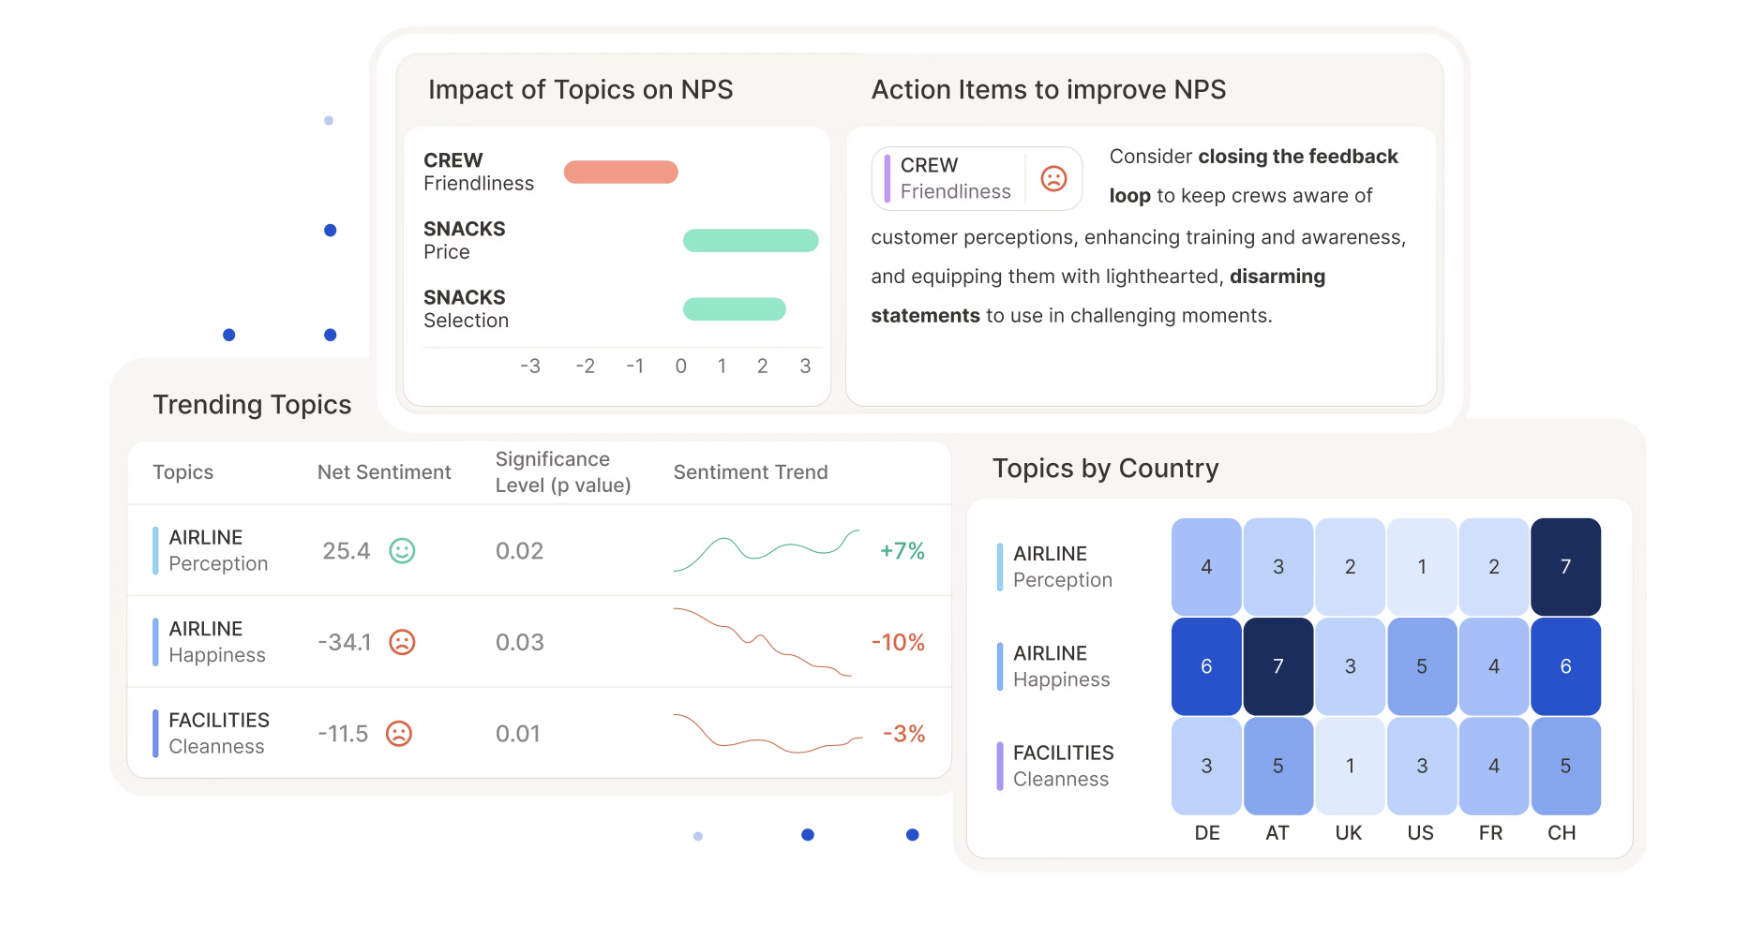 Impact of Topics on NPS
CREW
Friendliness
SNACKS
Price
SNACKS
Selection
-3 -2 -1 0 1 2 3
Action Items to improve NPS
CREW
Friendliness
Consider closing the feedback
loop to keep crews aware of
customer perceptions, enhancing training and awareness,
and equipping them with lighthearted, disarming
statements to use in challenging moments.
Trending Topics
Topics Net Sentiment Significance Level (p value) Sentiment Trend
AIRLINE
Perception
25.4 0.02 +7%
AIRLINE
Happiness
-34.1 0.03 -10%
FACILITIES
Cleanness
-11.5 0.01 -3%
Topics by Country
AIRLINE
Perception
4 3 2 1 2 7
AIRLINE
Happiness
6 7 3 5 4 6
FACILITIES
Cleanness
3 5 1 3 4 5
DE AT UK US FR CH